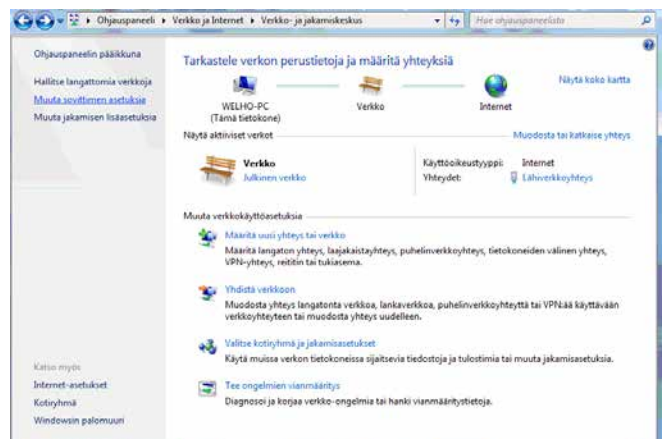 Ohjauspaneeli ▸ Verkko ja Internet ▸ Verkko- ja jakamiskeskus
Hae ohjauspaneelista
Ohjauspaneelin pääikkuna
Hallitse langattomia verkkoja
Muuta sovittimen asetuksia
Muuta jakamisen lisäasetuksia
Tarkastele verkon perustietoja ja määritä yhteyksiä
Näytä koko kartta
WELHO-PC
(Tämä tietokone)
Verkko
Internet
Näytä aktiiviset verkot
Muodosta tai katkaise yhteys
Verkko
Julkinen verkko
Käyttöoikeustyyppi: Internet
Yhteydet: Lähiverkkoyhteys
Muuta verkkokäyttöasetuksia
Määritä uusi yhteys tai verkko
Määritä langaton yhteys, laajakaistayhteys, puhelinverkkoyhteys, tietokoneiden välinen yhteys,
VPN-yhteys, reititin tai tukiasema.
Yhdistä verkkoon
Muodosta yhteys langatonta verkkoa, lankaverkkoa, puhelinverkkoyhteyttä tai VPN:ää käyttävään
verkkoyhteyteen tai muodosta yhteys uudelleen.
Valitse kotiryhmä ja jakamisasetukset
Käytä muissa verkon tietokoneissa sijaitsevia tiedostoja ja tulostimia tai muuta jakamisasetuksia.
Tee ongelmien vianmääritys
Diagnosoi ja korjaa verkko-ongelmia tai hanki vianmääritystietoja.
Katso myös
Internet-asetukset
Kotiryhmä
Windowsin palomuuri